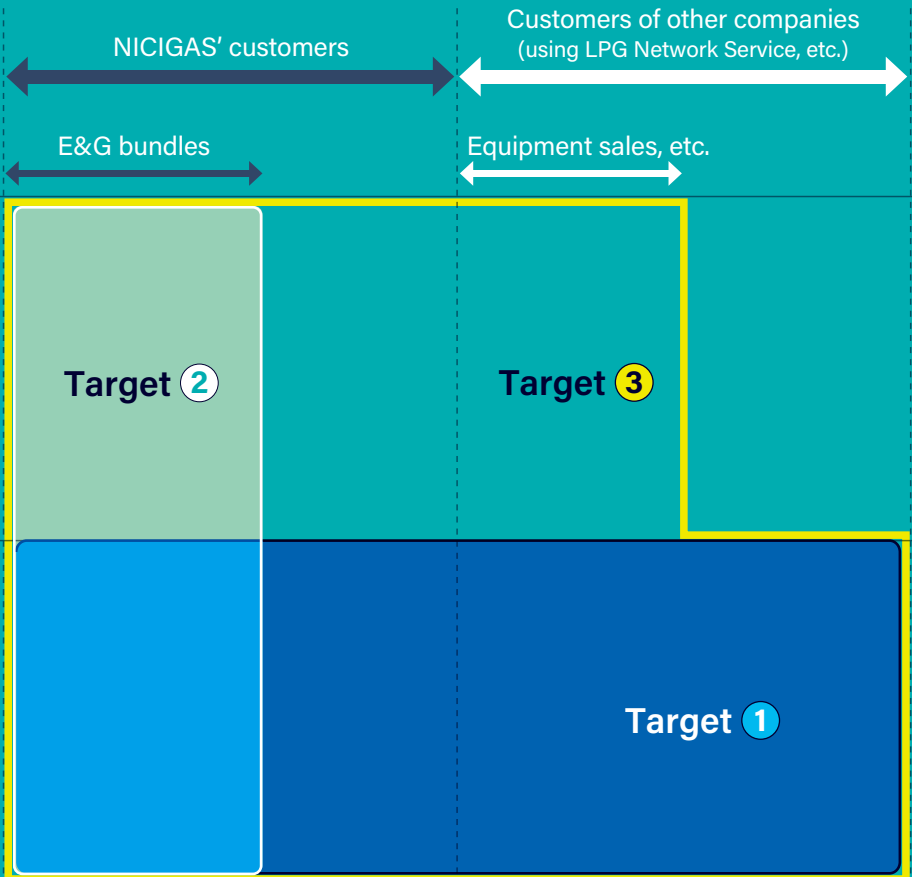 NICIGAS’ customers
Customers of other companies
(using LPG Network Service, etc.)
E&G bundles
Equipment sales, etc.
Target 2
Target 3
Target 1